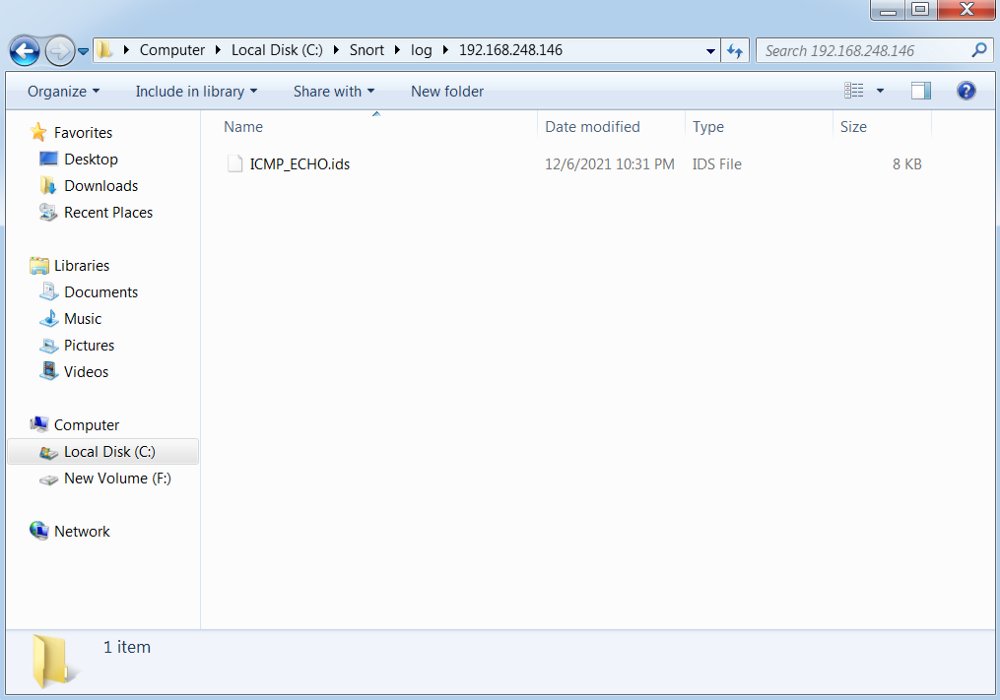 Computer Local Disk (C:) Snort log 192.168.248.146 Search 192.168.248.146
Organize Include in library Share with New folder
Name Date modified Type Size
ICMP_ECHO.ids 12/6/2021 10:31 PM IDS File 8 KB
Favorites
Desktop
Downloads
Recent Places
Libraries
Documents
Music
Pictures
Videos
Computer
Local Disk (C:)
New Volume (F:)
Network
1 item